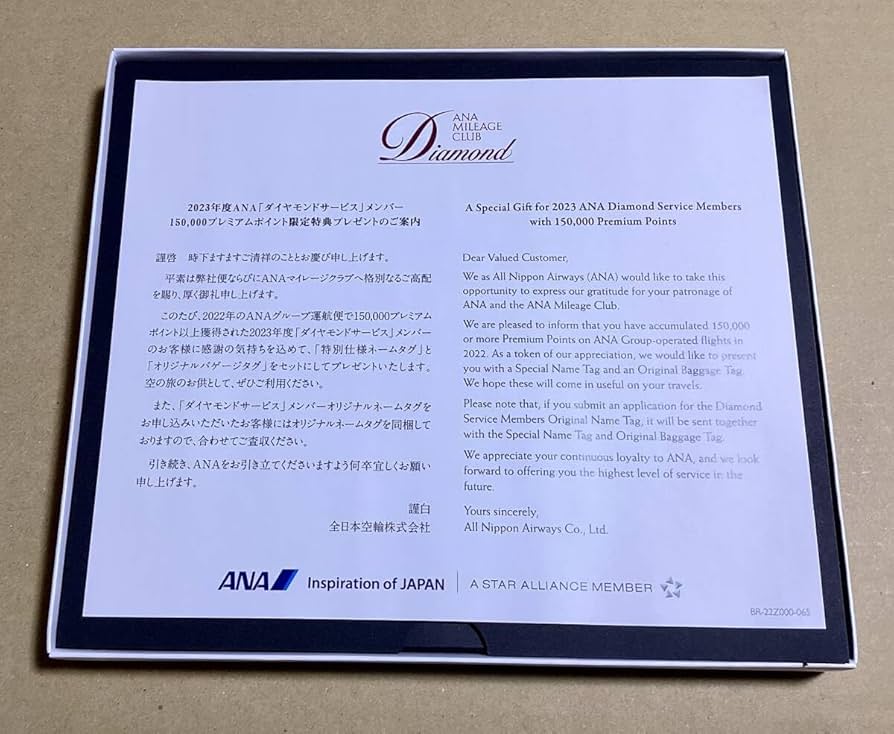 ANA
MILEAGE
CLUB
Diamond
2023年度ANA「ダイヤモンドサービス」メンバー
150,000プレミアムポイント限定特典プレゼントのご案内
謹啓　時下ますますご清祥のこととお慶び申し上げます。
平素は弊社便ならびにANAマイレージクラブへ格別なるご高配
を賜り、厚く御礼申し上げます。
このたび、2022年のANAグループ運航便で150,000プレミアム
ポイント以上獲得された2023年度「ダイヤモンドサービス」メンバー
のお客様に感謝の気持ちを込めて、「特別仕様ネームタグ」と
「オリジナルバゲージタグ」をセットにしてプレゼントいたします。
空の旅のお供として、ぜひご利用ください。
また、「ダイヤモンドサービス」メンバーオリジナルネームタグを
お申し込みいただいたお客様にはオリジナルネームタグを同梱して
おりますので、合わせてご査収ください。
引き続き、ANAをお引き立てくださいますよう何卒宜しくお願い
申し上げます。
謹白
全日本空輸株式会社
A Special Gift for 2023 ANA Diamond Service Members
with 150,000 Premium Points
Dear Valued Customer,
We as All Nippon Airways (ANA) would like to take this
opportunity to express our gratitude for your patronage of
ANA and the ANA Mileage Club.
We are pleased to inform that you have accumulated 150,000
or more Premium Points on ANA Group-operated flights in
2022. As a token of our appreciation, we would like to present
you with a Special Name Tag and an Original Baggage Tag.
We hope these will come in useful on your travels.
Please note that, if you submit an application for the Diamond
Service Members Original Name Tag, it will be sent together
with the Special Name Tag and Original Baggage Tag.
We appreciate your continuous loyalty to ANA, and we look
forward to offering you the highest level of service in the
future.
Yours sincerely,
All Nippon Airways Co., Ltd.
ANA Inspiration of JAPAN A STAR ALLIANCE MEMBER
BR-22Z000-065